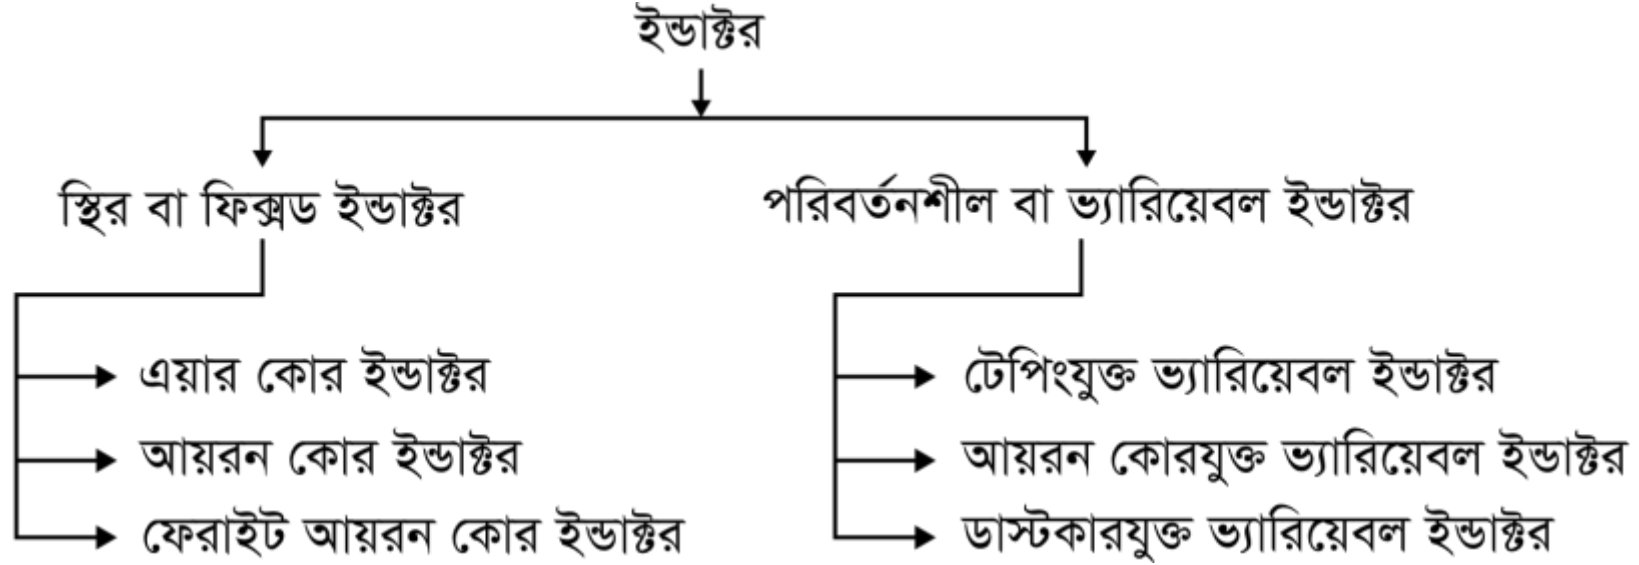 ইন্ডাক্টর
স্থির বা ফিক্সড ইন্ডাক্টর
পরিবর্তনশীল বা ভ্যারিয়েবল ইন্ডাক্টর
এয়ার কোর ইন্ডাক্টর
আয়রন কোর ইন্ডাক্টর
ফেরাইট আয়রন কোর ইন্ডাক্টর
টেপিংযুক্ত ভ্যারিয়েবল ইন্ডাক্টর
আয়রন কোরযুক্ত ভ্যারিয়েবল ইন্ডাক্টর
ডাস্টকারযুক্ত ভ্যারিয়েবল ইন্ডাক্টর